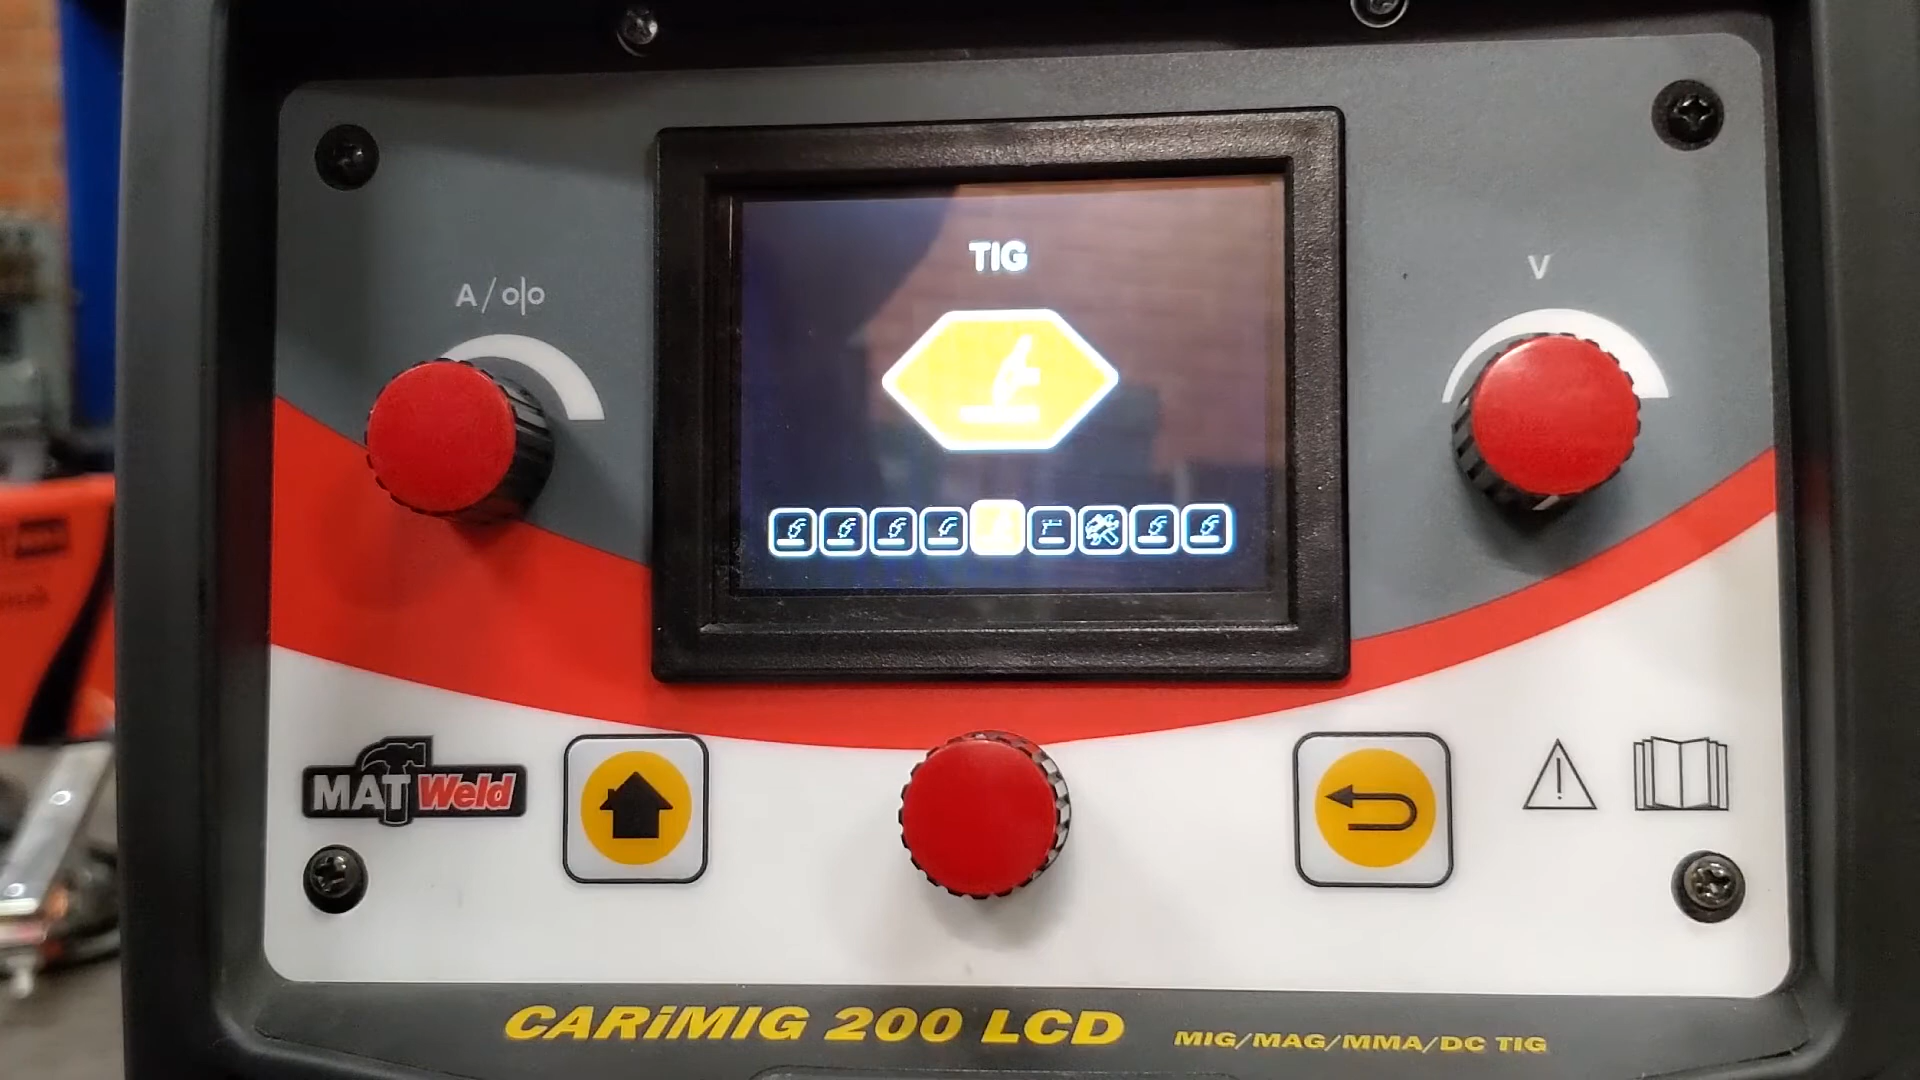 TIG
A/o|o
V
MAT Weld
CARiMIG 200 LCD
MIG/MAG/MMA/DC TIG